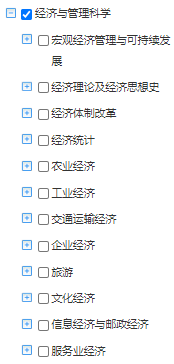 经济与管理科学
宏观经济管理与可持续发
展
经济理论及经济思想史
经济体制改革
经济统计
农业经济
工业经济
交通运输经济
企业经济
旅游
文化经济
信息经济与邮政经济
服务业经济